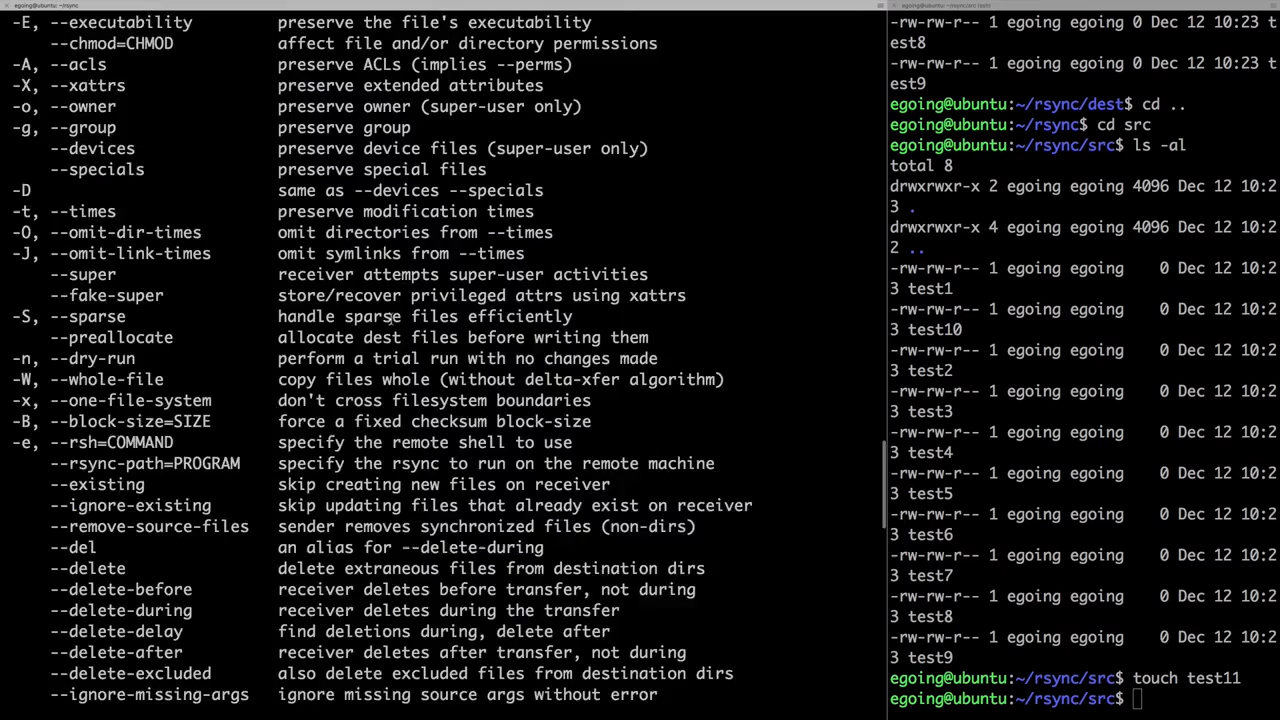 egoing@ubuntu: ~/rsync
-E, --executability preserve the file's executability
--chmod=CHMOD affect file and/or directory permissions
-A, --acls preserve ACLs (implies --perms)
-X, --xattrs preserve extended attributes
-o, --owner preserve owner (super-user only)
-g, --group preserve group
--devices preserve device files (super-user only)
--specials preserve special files
-D same as --devices --specials
-t, --times preserve modification times
-O, --omit-dir-times omit directories from --times
-J, --omit-link-times omit symlinks from --times
--super receiver attempts super-user activities
--fake-super store/recover privileged attrs using xattrs
-S, --sparse handle sparse files efficiently
--preallocate allocate dest files before writing them
-n, --dry-run perform a trial run with no changes made
-W, --whole-file copy files whole (without delta-xfer algorithm)
-x, --one-file-system don't cross filesystem boundaries
-B, --block-size=SIZE force a fixed checksum block-size
-e, --rsh=COMMAND specify the remote shell to use
--rsync-path=PROGRAM specify the rsync to run on the remote machine
--existing skip creating new files on receiver
--ignore-existing skip updating files that already exist on receiver
--remove-source-files sender removes synchronized files (non-dirs)
--del an alias for --delete-during
--delete delete extraneous files from destination dirs
--delete-before receiver deletes before transfer, not during
--delete-during receiver deletes during the transfer
--delete-delay find deletions during, delete after
--delete-after receiver deletes after transfer, not during
--delete-excluded also delete excluded files from destination dirs
--ignore-missing-args ignore missing source args without error
egoing@ubuntu: ~/rsync/src
-rw-rw-r-- 1 egoing egoing 0 Dec 12 10:23 t
est8
-rw-rw-r-- 1 egoing egoing 0 Dec 12 10:23 t
est9
egoing@ubuntu:~/rsync/dest$ cd ..
egoing@ubuntu:~/rsync$ cd src
egoing@ubuntu:~/rsync/src$ ls -al
total 8
drwxrwxr-x 2 egoing egoing 4096 Dec 12 10:2
3 .
drwxrwxr-x 4 egoing egoing 4096 Dec 12 10:2
2 ..
-rw-rw-r-- 1 egoing egoing 0 Dec 12 10:2
3 test1
-rw-rw-r-- 1 egoing egoing 0 Dec 12 10:2
3 test10
-rw-rw-r-- 1 egoing egoing 0 Dec 12 10:2
3 test2
-rw-rw-r-- 1 egoing egoing 0 Dec 12 10:2
3 test3
-rw-rw-r-- 1 egoing egoing 0 Dec 12 10:2
3 test4
-rw-rw-r-- 1 egoing egoing 0 Dec 12 10:2
3 test5
-rw-rw-r-- 1 egoing egoing 0 Dec 12 10:2
3 test6
-rw-rw-r-- 1 egoing egoing 0 Dec 12 10:2
3 test7
-rw-rw-r-- 1 egoing egoing 0 Dec 12 10:2
3 test8
-rw-rw-r-- 1 egoing egoing 0 Dec 12 10:2
3 test9
egoing@ubuntu:~/rsync/src$ touch test11
egoing@ubuntu:~/rsync/src$